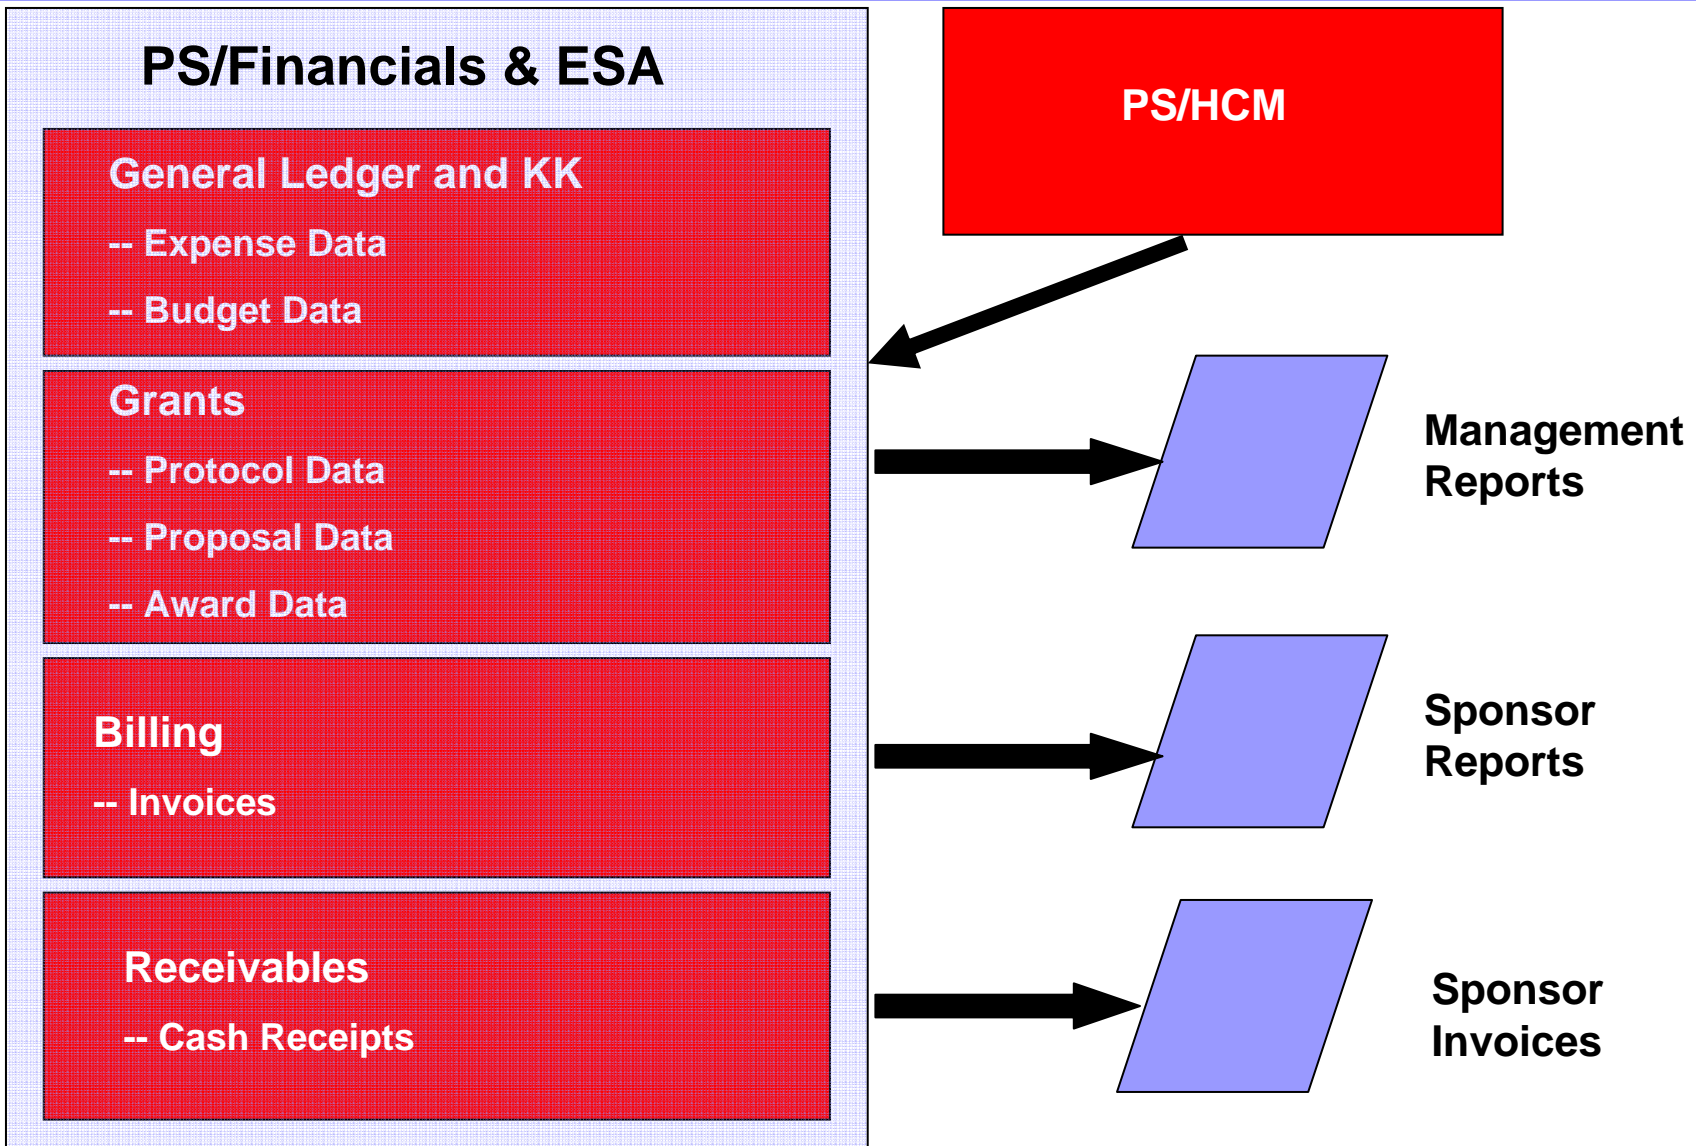 PS/Financials & ESA
General Ledger and KK
-- Expense Data
-- Budget Data
Grants
-- Protocol Data
-- Proposal Data
-- Award Data
Billing
-- Invoices
Receivables
-- Cash Receipts
PS/HCM
Management
Reports
Sponsor
Reports
Sponsor
Invoices